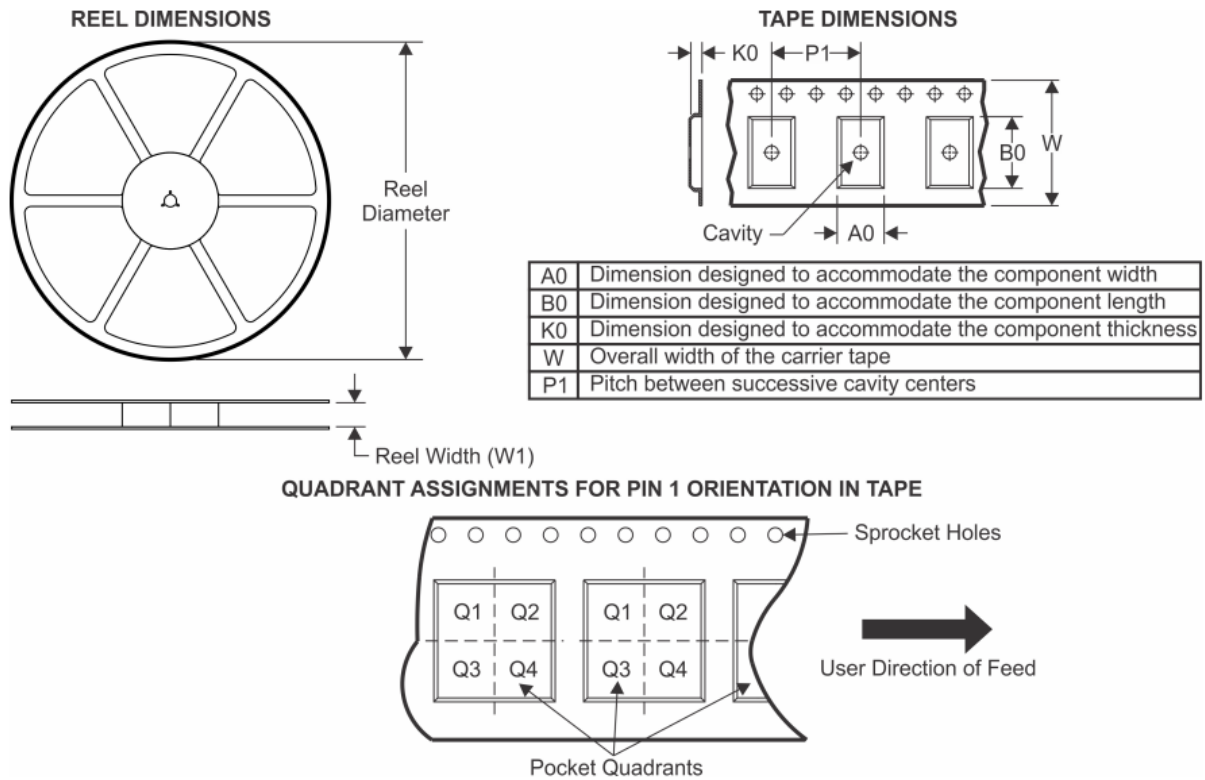 REEL DIMENSIONS
Reel
Diameter
Reel Width (W1)
TAPE DIMENSIONS
K0
P1
B0
W
Cavity
A0
A0 Dimension designed to accommodate the component width
B0 Dimension designed to accommodate the component length
K0 Dimension designed to accommodate the component thickness
W Overall width of the carrier tape
P1 Pitch between successive cavity centers
QUADRANT ASSIGNMENTS FOR PIN 1 ORIENTATION IN TAPE
Sprocket Holes
Q1 Q2 Q1 Q2
Q3 Q4 Q3 Q4
User Direction of Feed
Pocket Quadrants